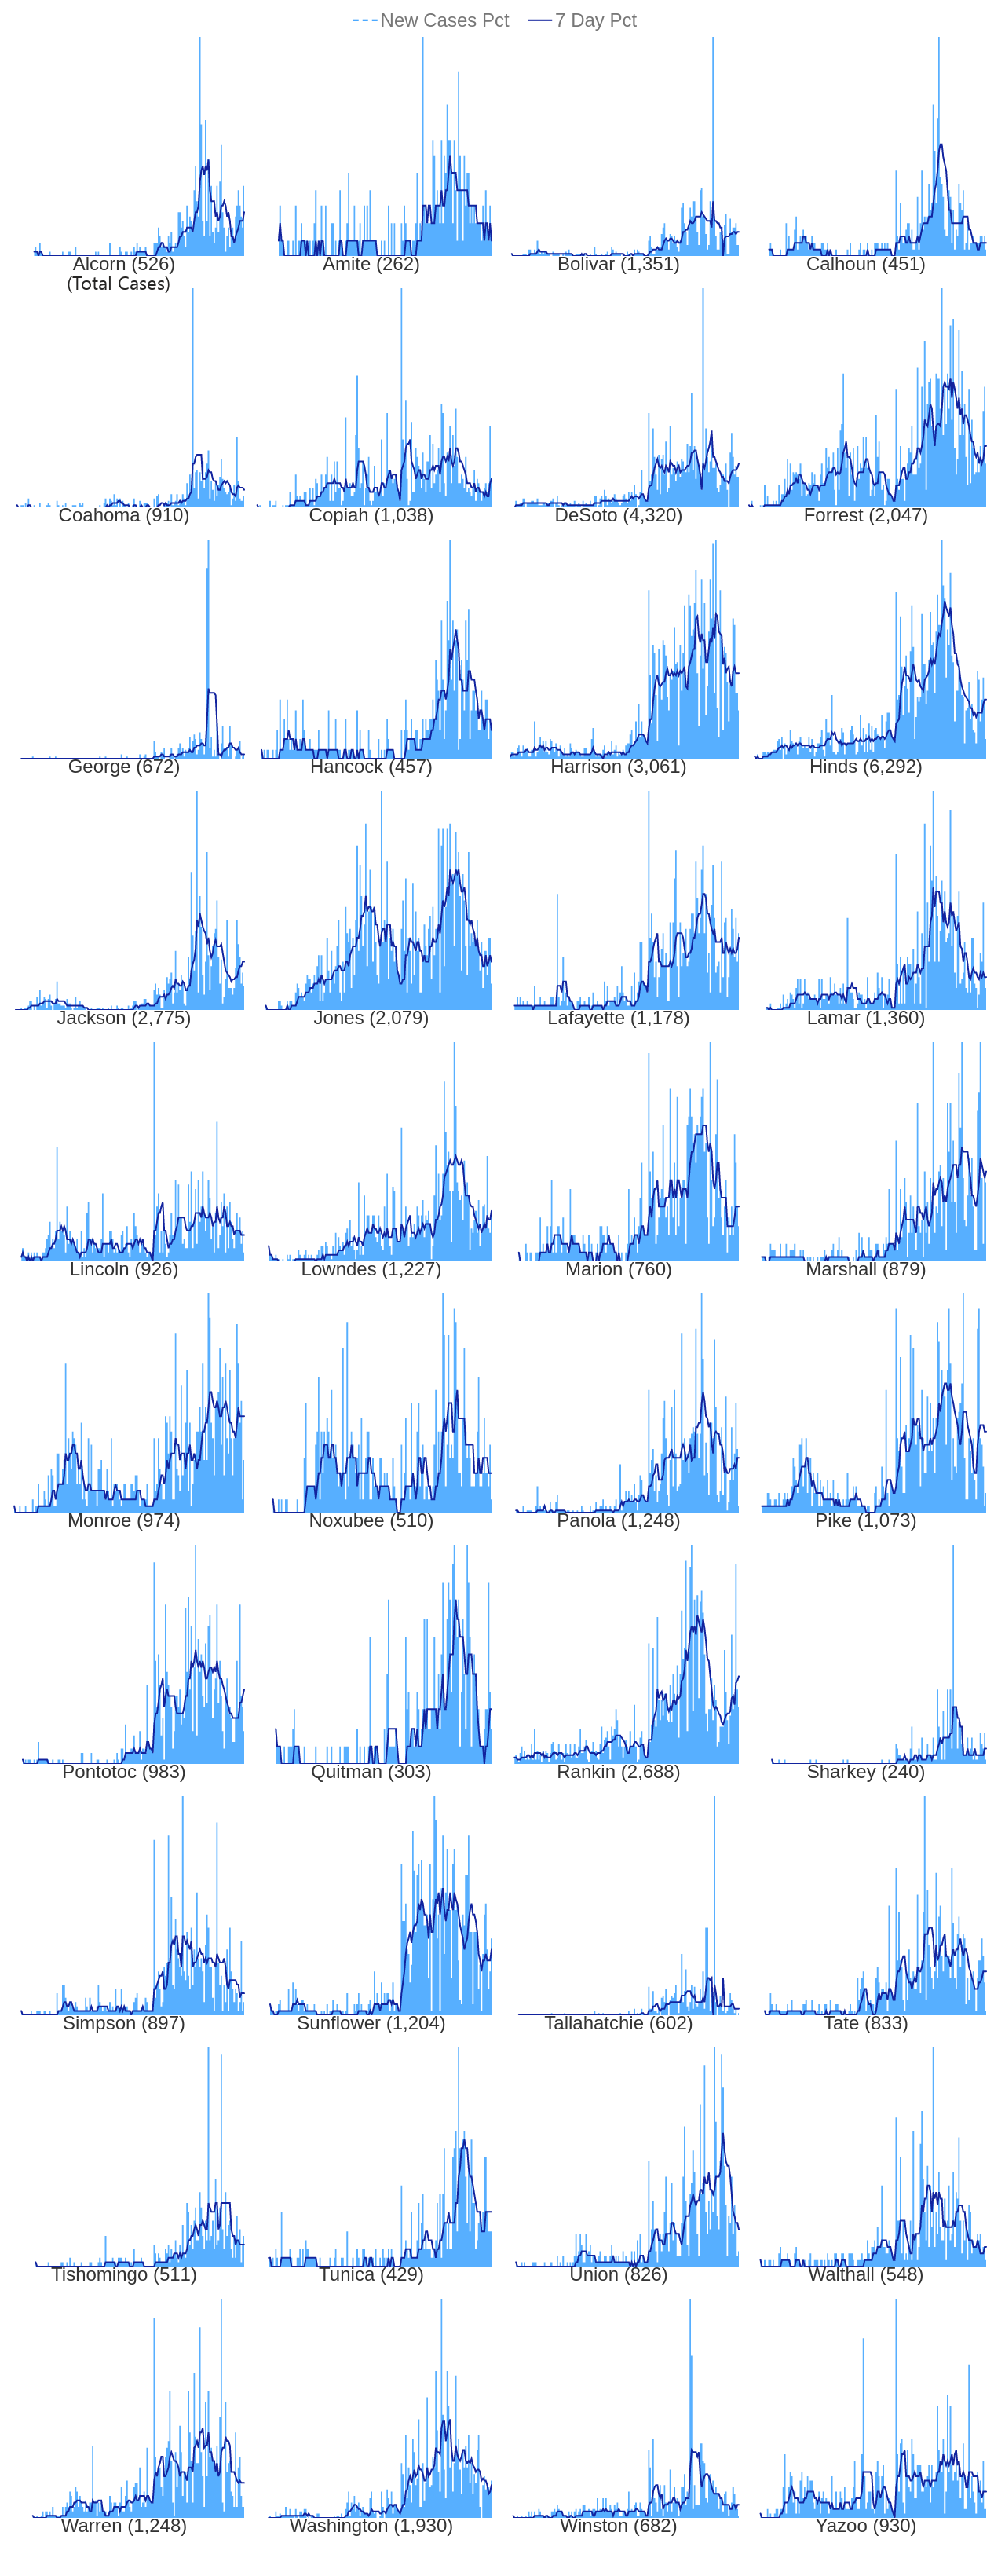 New Cases Pct 7 Day Pct
Alcorn (526) Amite (262) Bolivar (1,351) Calhoun (451)
(Total Cases)
Coahoma (910) Copiah (1,038) DeSoto (4,320) Forrest (2,047)
George (672) Hancock (457) Harrison (3,061) Hinds (6,292)
Jackson (2,775) Jones (2,079) Lafayette (1,178) Lamar (1,360)
Lincoln (926) Lowndes (1,227) Marion (760) Marshall (879)
Monroe (974) Noxubee (510) Panola (1,248) Pike (1,073)
Pontotoc (983) Quitman (303) Rankin (2,688) Sharkey (240)
Simpson (897) Sunflower (1,204) Tallahatchie (602) Tate (833)
Tishomingo (511) Tunica (429) Union (826) Walthall (548)
Warren (1,248) Washington (1,930) Winston (682) Yazoo (930)